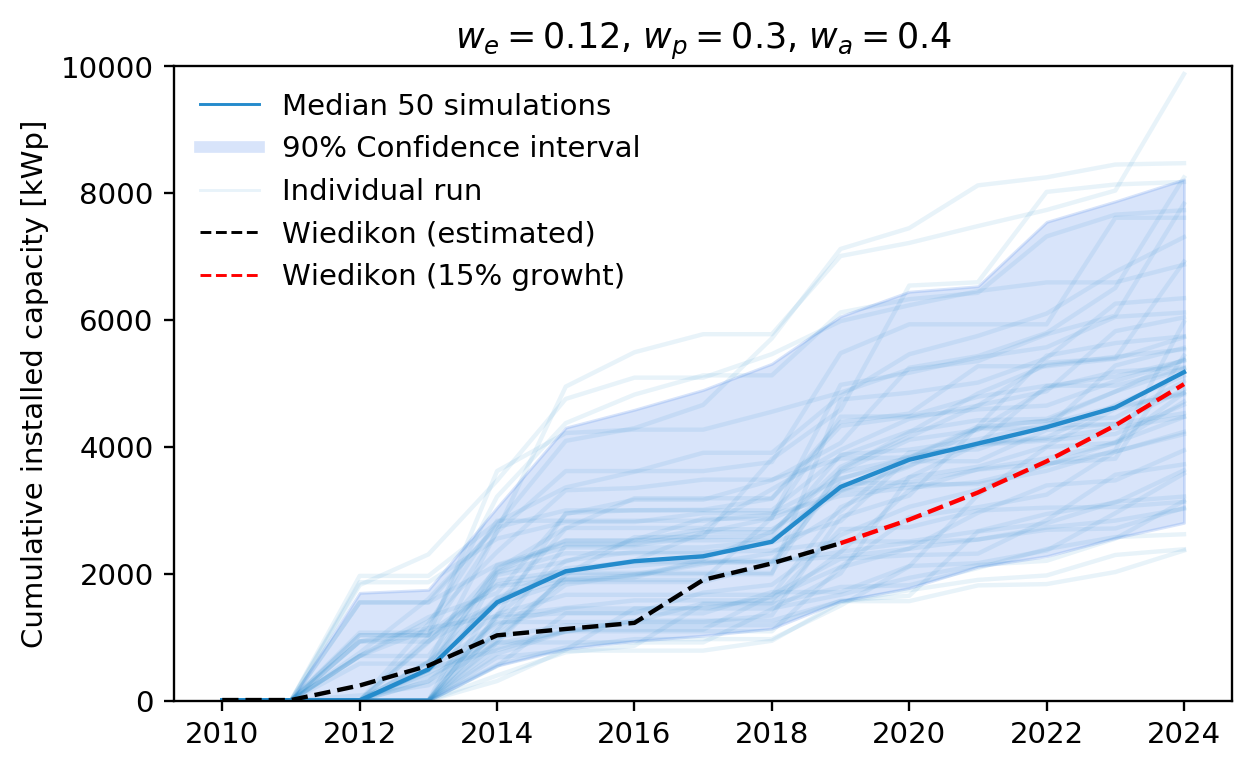 w_e = 0.12, w_p = 0.3, w_a = 0.4
Cumulative installed capacity [kWp]
10000
8000
6000
4000
2000
0
Median 50 simulations
90% Confidence interval
Individual run
Wiedikon (estimated)
Wiedikon (15% growht)
2010 2012 2014 2016 2018 2020 2022 2024